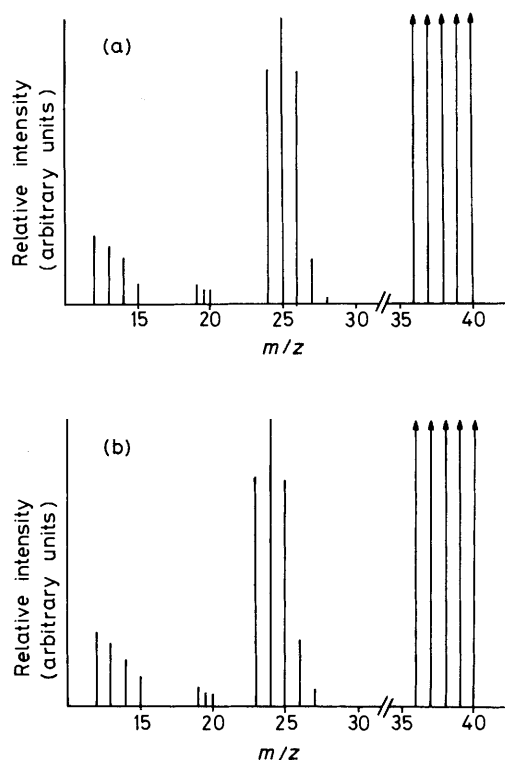 (a)
Relative intensity
(arbitrary units)
15 20 25 30 35 40
m/z
(b)
Relative intensity
(arbitrary units)
15 20 25 30 35 40
m/z